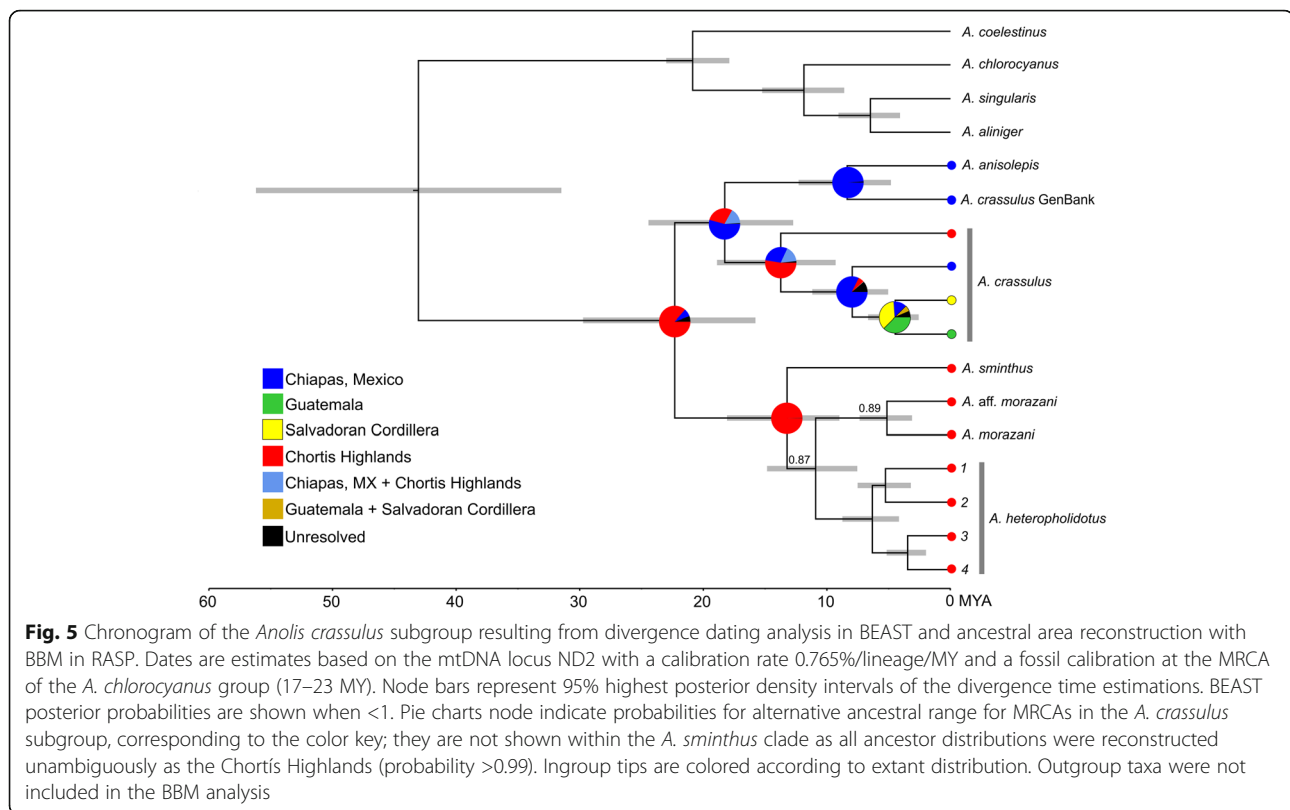 A. coelestinus
A. chlorocyanus
A. singularis
A. aliniger
A. anisolepis
A. crassulus GenBank
A. crassulus
A. sminthus
0.89
A. aff. morazani
A. morazani
0.87
1
2
A. heteropholidotus
3
4
Chiapas, Mexico
Guatemala
Salvadoran Cordillera
Chortis Highlands
Chiapas, MX + Chortis Highlands
Guatemala + Salvadoran Cordillera
Unresolved
60 50 40 30 20 10 0 MYA
Fig. 5 Chronogram of the Anolis crassulus subgroup resulting from divergence dating analysis in BEAST and ancestral area reconstruction with
BBM in RASP. Dates are estimates based on the mtDNA locus ND2 with a calibration rate 0.765%/lineage/MY and a fossil calibration at the MRCA
of the A. chlorocyanus group (17–23 MY). Node bars represent 95% highest posterior density intervals of the divergence time estimations. BEAST
posterior probabilities are shown when <1. Pie charts node indicate probabilities for alternative ancestral range for MRCAs in the A. crassulus
subgroup, corresponding to the color key; they are not shown within the A. sminthus clade as all ancestor distributions were reconstructed
unambiguously as the Chortís Highlands (probability >0.99). Ingroup tips are colored according to extant distribution. Outgroup taxa were not
included in the BBM analysis